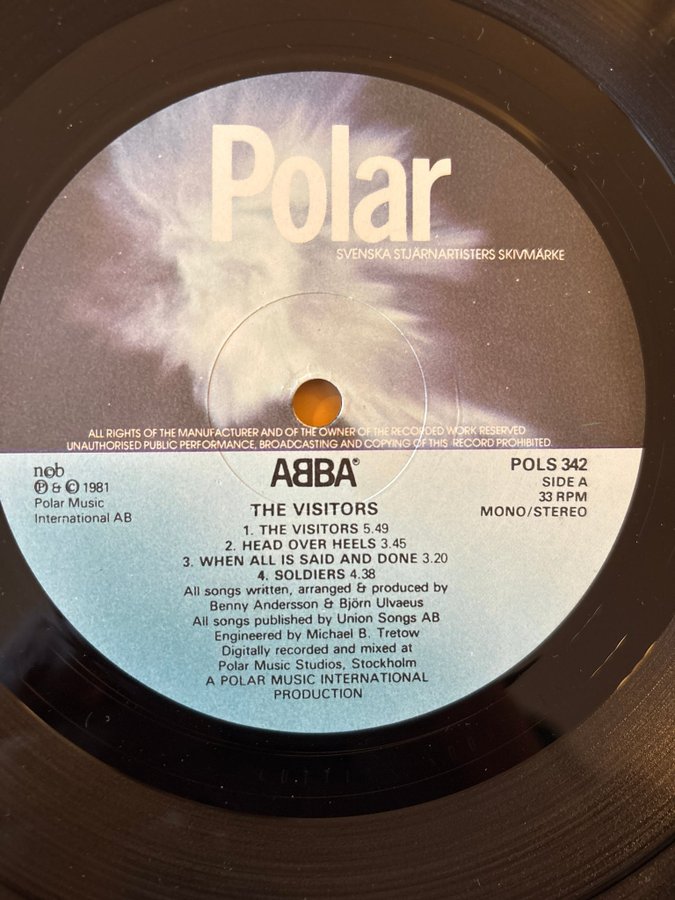 Polar
SVENSKA STJÄRNARTISTERS SKIVMÄRKE
ALL RIGHTS OF THE MANUFACTURER AND OF THE OWNER OF THE RECORDED WORK RESERVED
UNAUTHORISED PUBLIC PERFORMANCE, BROADCASTING AND COPYING OF THIS RECORD PROHIBITED
ncb
Ⓟ & © 1981
Polar Music
International AB
AᗺBA®
POLS 342
SIDE A
33 RPM
MONO/STEREO
THE VISITORS
1. THE VISITORS 5.49
2. HEAD OVER HEELS 3.45
3. WHEN ALL IS SAID AND DONE 3.20
4. SOLDIERS 4.38
All songs written, arranged & produced by
Benny Andersson & Björn Ulvaeus
All songs published by Union Songs AB
Engineered by Michael B. Tretow
Digitally recorded and mixed at
Polar Music Studios, Stockholm
A POLAR MUSIC INTERNATIONAL
PRODUCTION